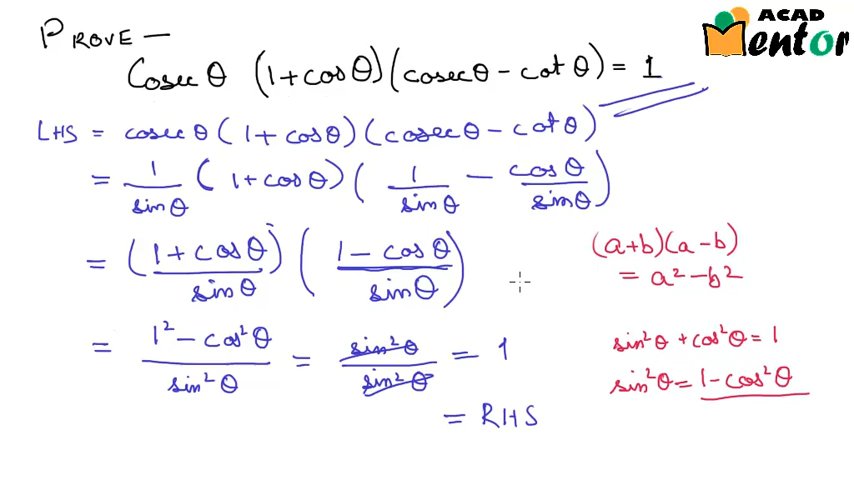 PROVE —
ACAD
Mentor
Cosec θ (1+cos θ)(cosec θ − cot θ) = 1
LHS = cosec θ (1+cos θ)(cosec θ − cot θ)
= 1/sin θ (1+cos θ)(1/sin θ − cos θ/sin θ)
= (1+cos θ/sin θ)(1 − cos θ/sin θ)
(a+b)(a−b)
= a² − b²
= 1² − cos² θ/sin² θ = sin² θ/sin² θ = 1
sin² θ + cos² θ = 1
sin² θ = 1 − cos² θ
= RHS